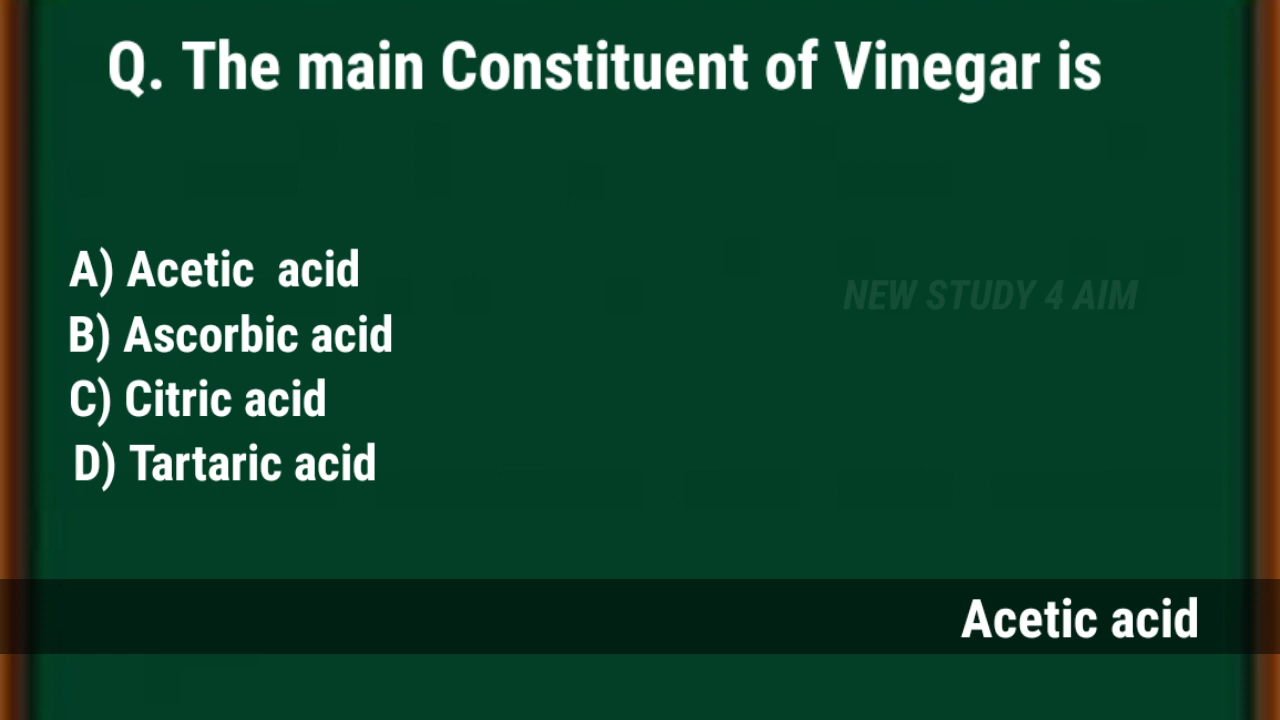 Q. The main Constituent of Vinegar is
A) Acetic  acid
NEW STUDY 4 AIM
B) Ascorbic acid
C) Citric acid
D) Tartaric acid
Acetic acid